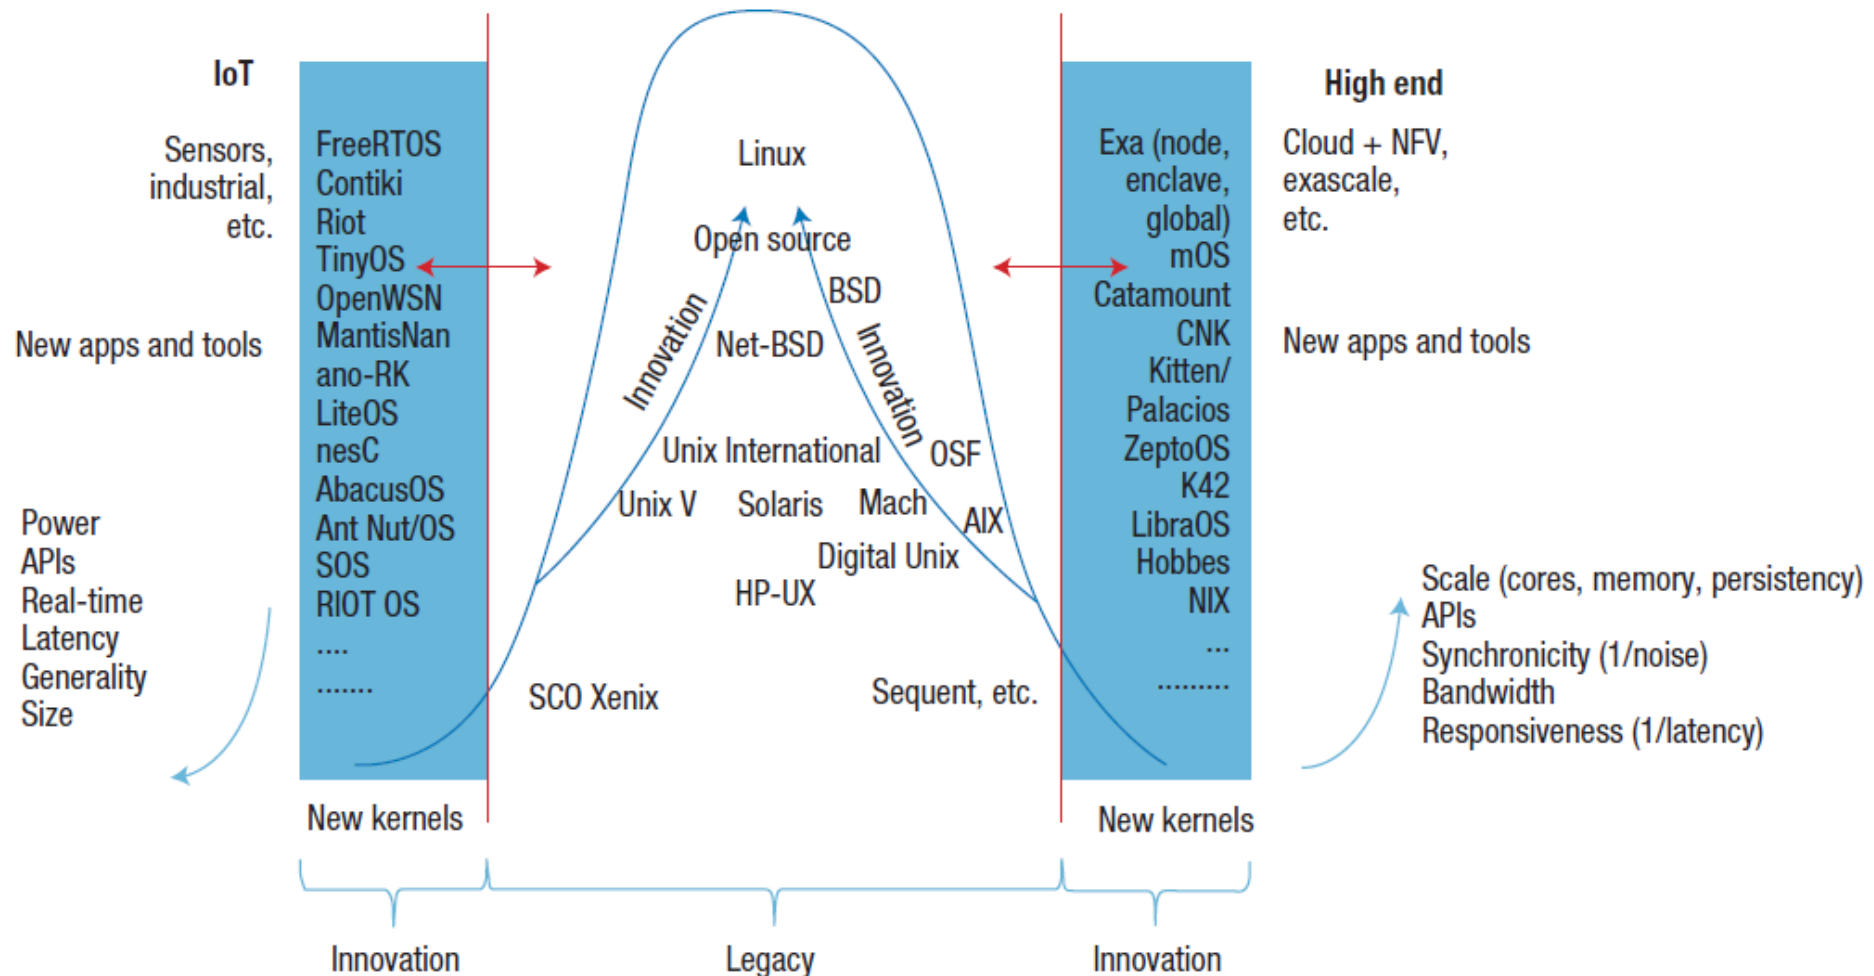 IoT
Sensors,
industrial,
etc.
New apps and tools
Power
APIs
Real-time
Latency
Generality
Size
FreeRTOS
Contiki
Riot
TinyOS
OpenWSN
MantisNan
ano-RK
LiteOS
nesC
AbacusOS
Ant Nut/OS
SOS
RIOT OS
....
.......
New kernels
Innovation
Linux
Open source
BSD
Innovation
Net-BSD
Innovation
Unix International
OSF
Unix V
Solaris
Mach
AIX
Digital Unix
HP-UX
SCO Xenix
Sequent, etc.
Legacy
Exa (node,
enclave,
global)
mOS
Catamount
CNK
Kitten/
Palacios
ZeptoOS
K42
LibraOS
Hobbes
NIX
...
.........
New kernels
Innovation
High end
Cloud + NFV,
exascale,
etc.
New apps and tools
Scale (cores, memory, persistency)
APIs
Synchronicity (1/noise)
Bandwidth
Responsiveness (1/latency)